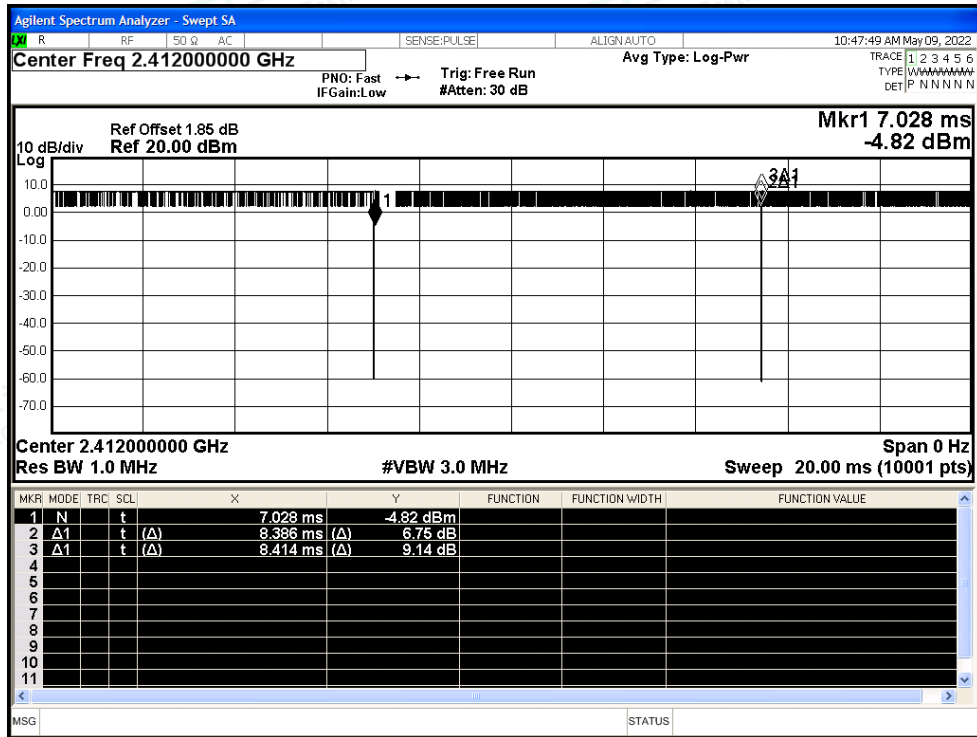 Agilent Spectrum Analyzer - Swept SA
LXI R RF 50 Ω AC SENSE:PULSE ALIGN AUTO 10:47:49 AM May 09, 2022
Center Freq 2.412000000 GHz Avg Type: Log-Pwr TRACE 1 2 3 4 5 6
PNO: Fast Trig: Free Run TYPE WWWWWW
IFGain:Low #Atten: 30 dB DET P N N N N N
Mkr1 7.028 ms
Ref Offset 1.85 dB
10 dB/div Ref 20.00 dBm -4.82 dBm
Log
10.0
3Δ1
2Δ1
1
0.00
-10.0
-20.0
-30.0
-40.0
-50.0
-60.0
-70.0
Center 2.412000000 GHz Span 0 Hz
Res BW 1.0 MHz #VBW 3.0 MHz Sweep 20.00 ms (10001 pts)
MKR MODE TRC SCL X Y FUNCTION FUNCTION WIDTH FUNCTION VALUE
1 N t 7.028 ms -4.82 dBm
2 Δ1 t (Δ) 8.386 ms (Δ) 6.75 dB
3 Δ1 t (Δ) 8.414 ms (Δ) 9.14 dB
4
5
6
7
8
9
10
11
MSG STATUS